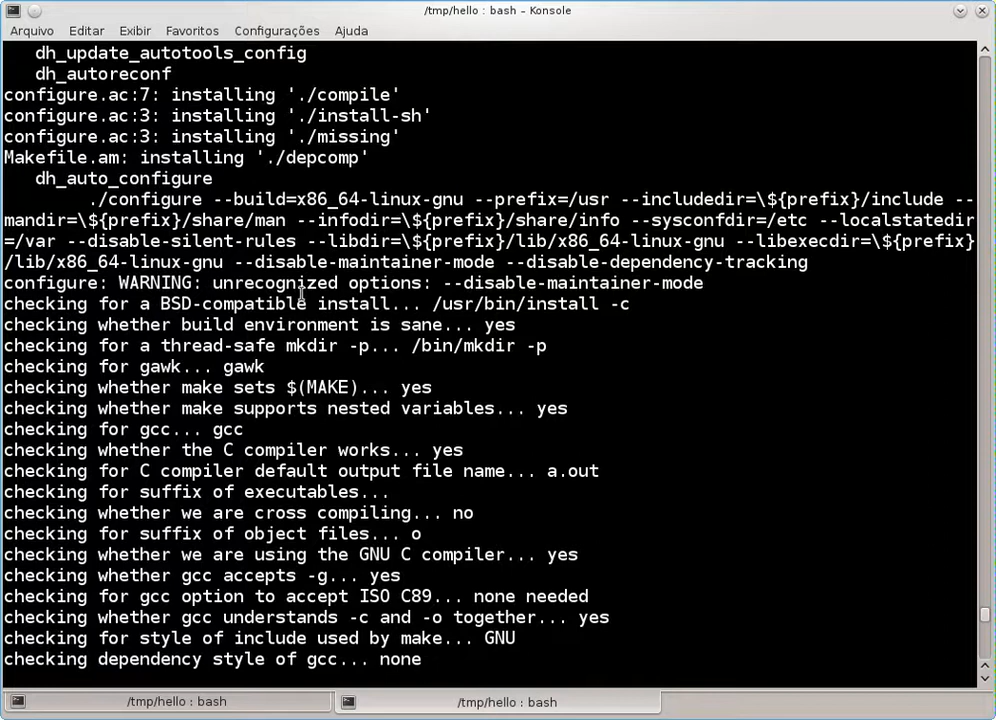 /tmp/hello : bash - Konsole
Arquivo Editar Exibir Favoritos Configurações Ajuda
dh_update_autotools_config
dh_autoreconf
configure.ac:7: installing './compile'
configure.ac:3: installing './install-sh'
configure.ac:3: installing './missing'
Makefile.am: installing './depcomp'
dh_auto_configure
./configure --build=x86_64-linux-gnu --prefix=/usr --includedir=\${prefix}/include --
mandir=\${prefix}/share/man --infodir=\${prefix}/share/info --sysconfdir=/etc --localstatedir
=/var --disable-silent-rules --libdir=\${prefix}/lib/x86_64-linux-gnu --libexecdir=\${prefix}
/lib/x86_64-linux-gnu --disable-maintainer-mode --disable-dependency-tracking
configure: WARNING: unrecognized options: --disable-maintainer-mode
checking for a BSD-compatible install... /usr/bin/install -c
checking whether build environment is sane... yes
checking for a thread-safe mkdir -p... /bin/mkdir -p
checking for gawk... gawk
checking whether make sets $(MAKE)... yes
checking whether make supports nested variables... yes
checking for gcc... gcc
checking whether the C compiler works... yes
checking for C compiler default output file name... a.out
checking for suffix of executables...
checking whether we are cross compiling... no
checking for suffix of object files... o
checking whether we are using the GNU C compiler... yes
checking whether gcc accepts -g... yes
checking for gcc option to accept ISO C89... none needed
checking whether gcc understands -c and -o together... yes
checking for style of include used by make... GNU
checking dependency style of gcc... none
/tmp/hello : bash
/tmp/hello : bash